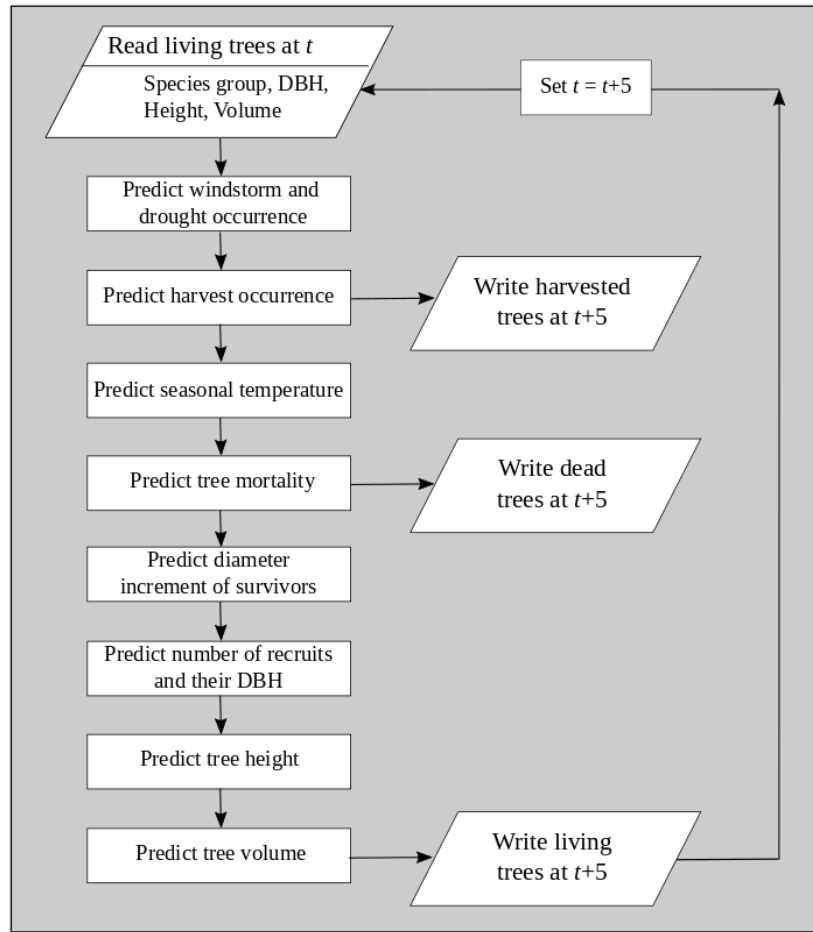 Read living trees at t
Species group, DBH,
Height, Volume
Set t = t+5
Predict windstorm and
drought occurrence
Predict harvest occurrence
Write harvested
trees at t+5
Predict seasonal temperature
Predict tree mortality
Write dead
trees at t+5
Predict diameter
increment of survivors
Predict number of recruits
and their DBH
Predict tree height
Predict tree volume
Write living
trees at t+5